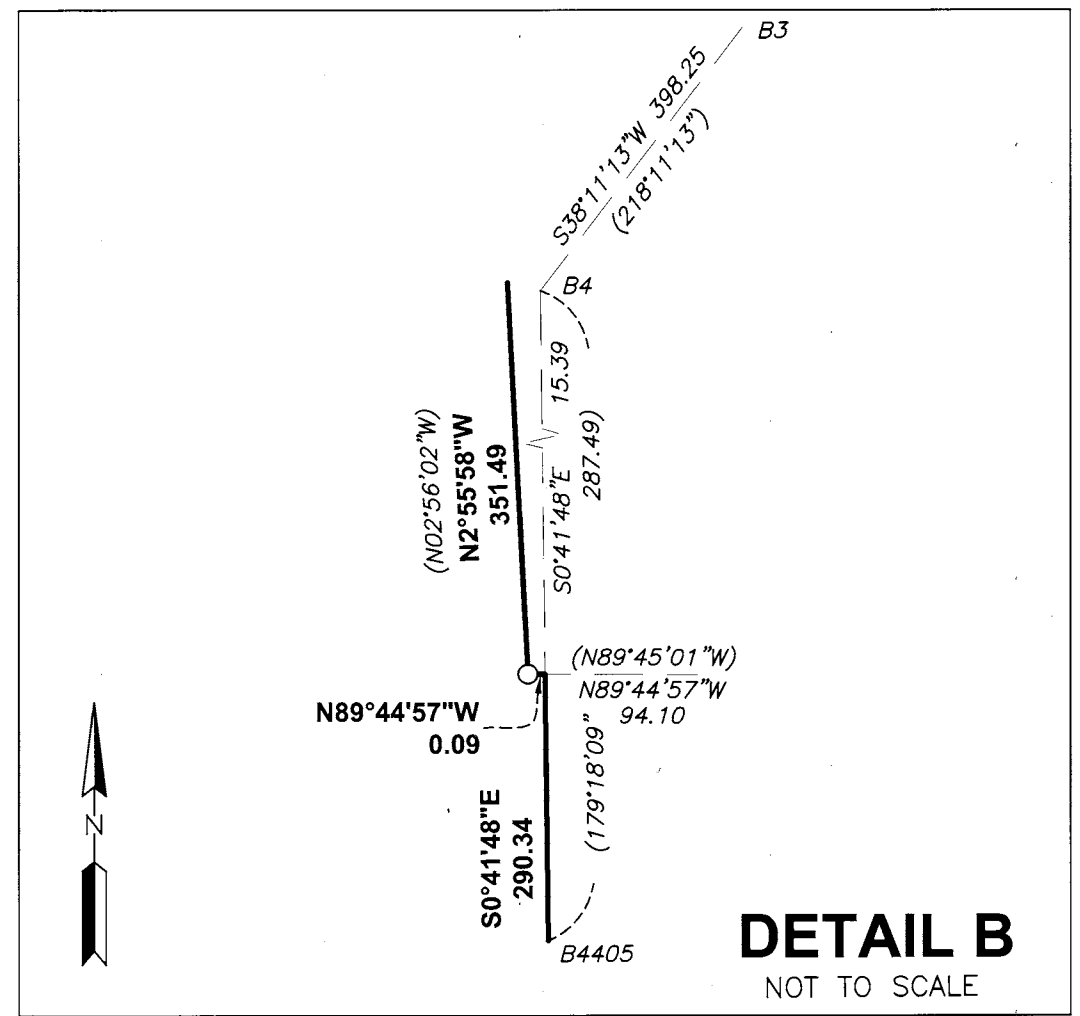 B3
S38°11'13"W 398.25
(218°11'13")
B4
15.39
S0°41'48"E
287.49)
(N02°56'02"W)
N2°55'58"W
351.49
(N89°45'01"W)
N89°44'57"W
94.10
N89°44'57"W
0.09
(179°18'09"
S0°41'48"E
290.34
B4405
N
DETAIL B
NOT TO SCALE